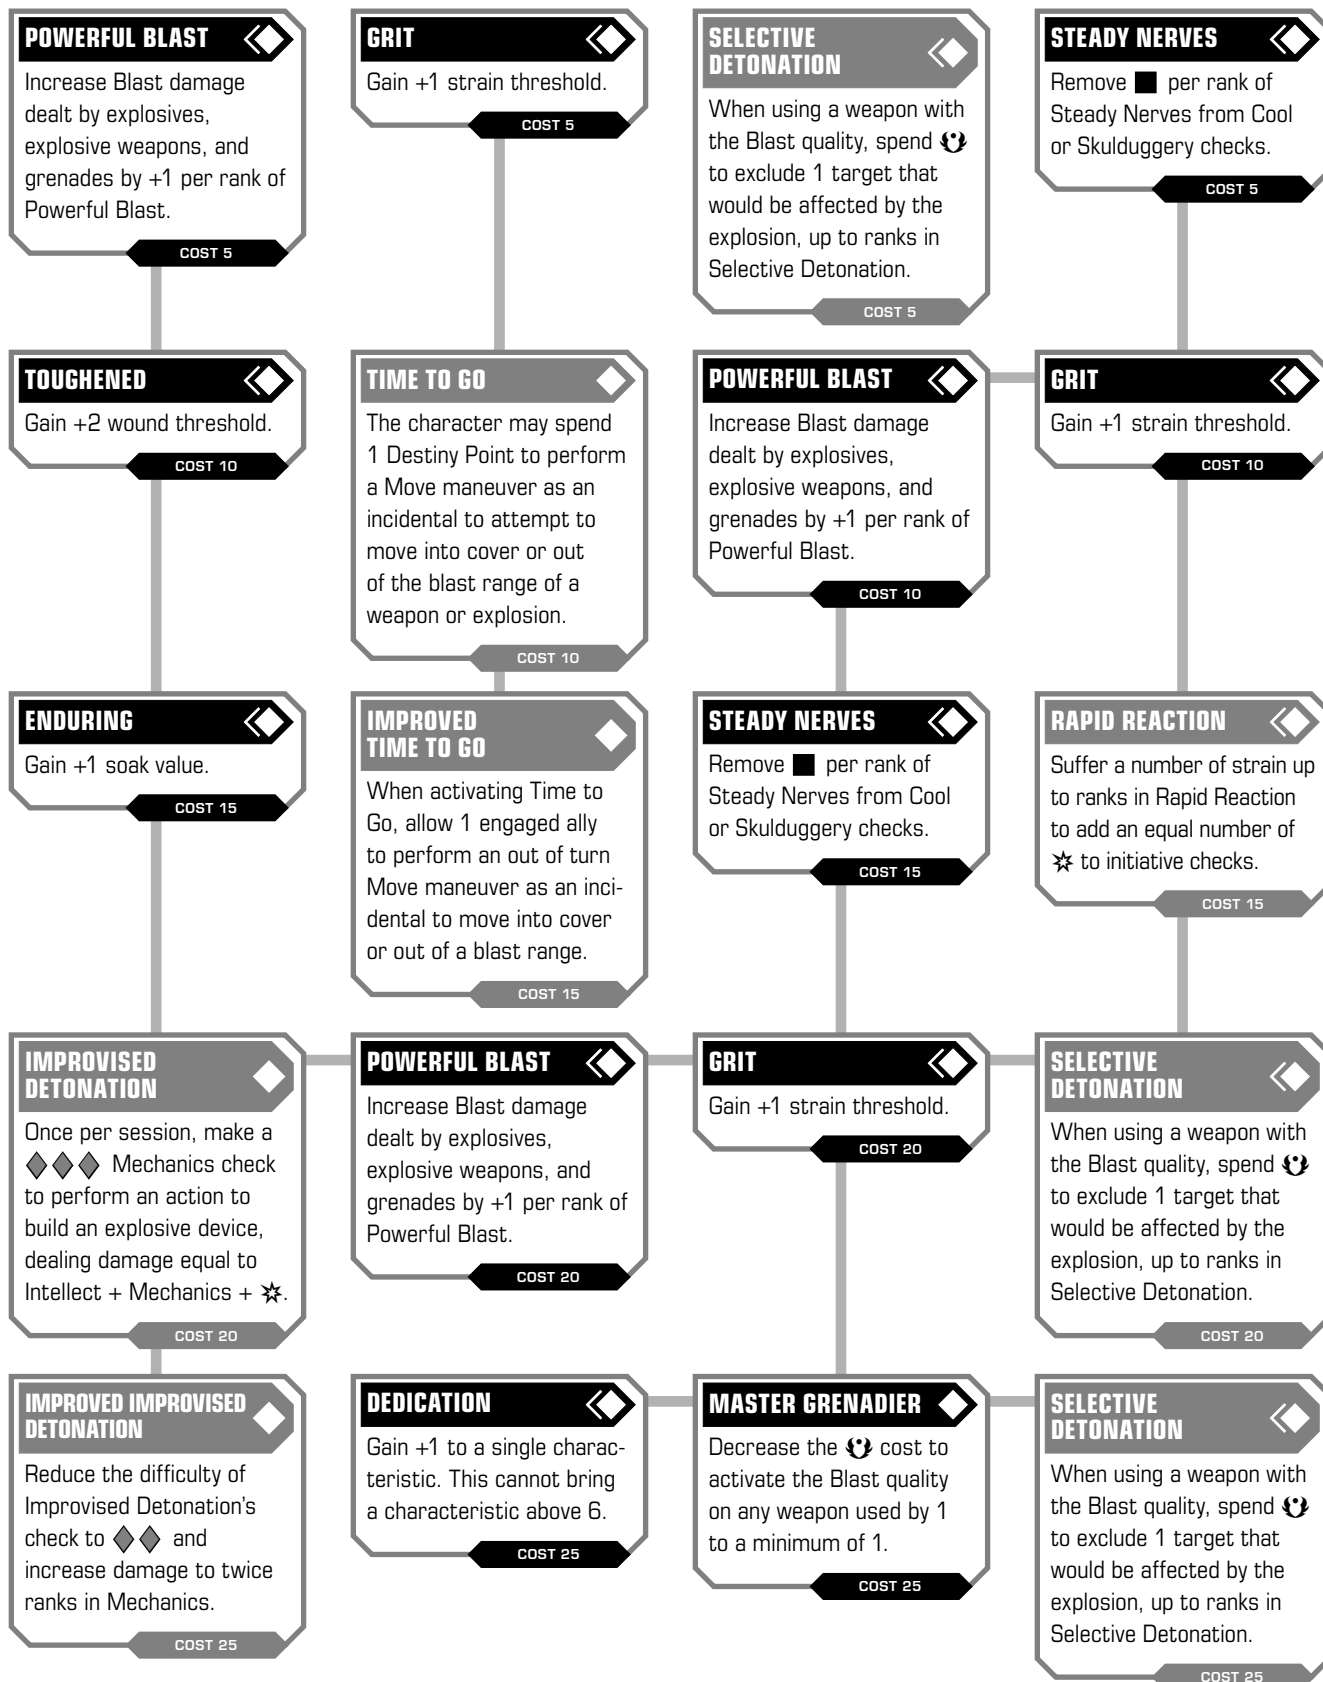 POWERFUL BLAST
Increase Blast damage
dealt by explosives,
explosive weapons, and
grenades by +1 per rank of
Powerful Blast.
COST 5
GRIT
Gain +1 strain threshold.
COST 5
SELECTIVE
DETONATION
When using a weapon with
the Blast quality, spend
to exclude 1 target that
would be affected by the
explosion, up to ranks in
Selective Detonation.
COST 5
STEADY NERVES
Remove per rank of
Steady Nerves from Cool
or Skulduggery checks.
COST 5
TOUGHENED
Gain +2 wound threshold.
COST 10
TIME TO GO
The character may spend
1 Destiny Point to perform
a Move maneuver as an
incidental to attempt to
move into cover or out
of the blast range of a
weapon or explosion.
COST 10
POWERFUL BLAST
Increase Blast damage
dealt by explosives,
explosive weapons, and
grenades by +1 per rank of
Powerful Blast.
COST 10
GRIT
Gain +1 strain threshold.
COST 10
ENDURING
Gain +1 soak value.
COST 15
IMPROVED
TIME TO GO
When activating Time to
Go, allow 1 engaged ally
to perform an out of turn
Move maneuver as an inci-
dental to move into cover
or out of a blast range.
COST 15
STEADY NERVES
Remove per rank of
Steady Nerves from Cool
or Skulduggery checks.
COST 15
RAPID REACTION
Suffer a number of strain up
to ranks in Rapid Reaction
to add an equal number of
to initiative checks.
COST 15
IMPROVISED
DETONATION
Once per session, make a
Mechanics check
to perform an action to
build an explosive device,
dealing damage equal to
Intellect + Mechanics + .
COST 20
POWERFUL BLAST
Increase Blast damage
dealt by explosives,
explosive weapons, and
grenades by +1 per rank of
Powerful Blast.
COST 20
GRIT
Gain +1 strain threshold.
COST 20
SELECTIVE
DETONATION
When using a weapon with
the Blast quality, spend
to exclude 1 target that
would be affected by the
explosion, up to ranks in
Selective Detonation.
COST 20
IMPROVED IMPROVISED
DETONATION
Reduce the difficulty of
Improvised Detonation's
check to and
increase damage to twice
ranks in Mechanics.
COST 25
DEDICATION
Gain +1 to a single charac-
teristic. This cannot bring
a characteristic above 6.
COST 25
MASTER GRENADIER
Decrease the cost to
activate the Blast quality
on any weapon used by 1
to a minimum of 1.
COST 25
SELECTIVE
DETONATION
When using a weapon with
the Blast quality, spend
to exclude 1 target that
would be affected by the
explosion, up to ranks in
Selective Detonation.
COST 25